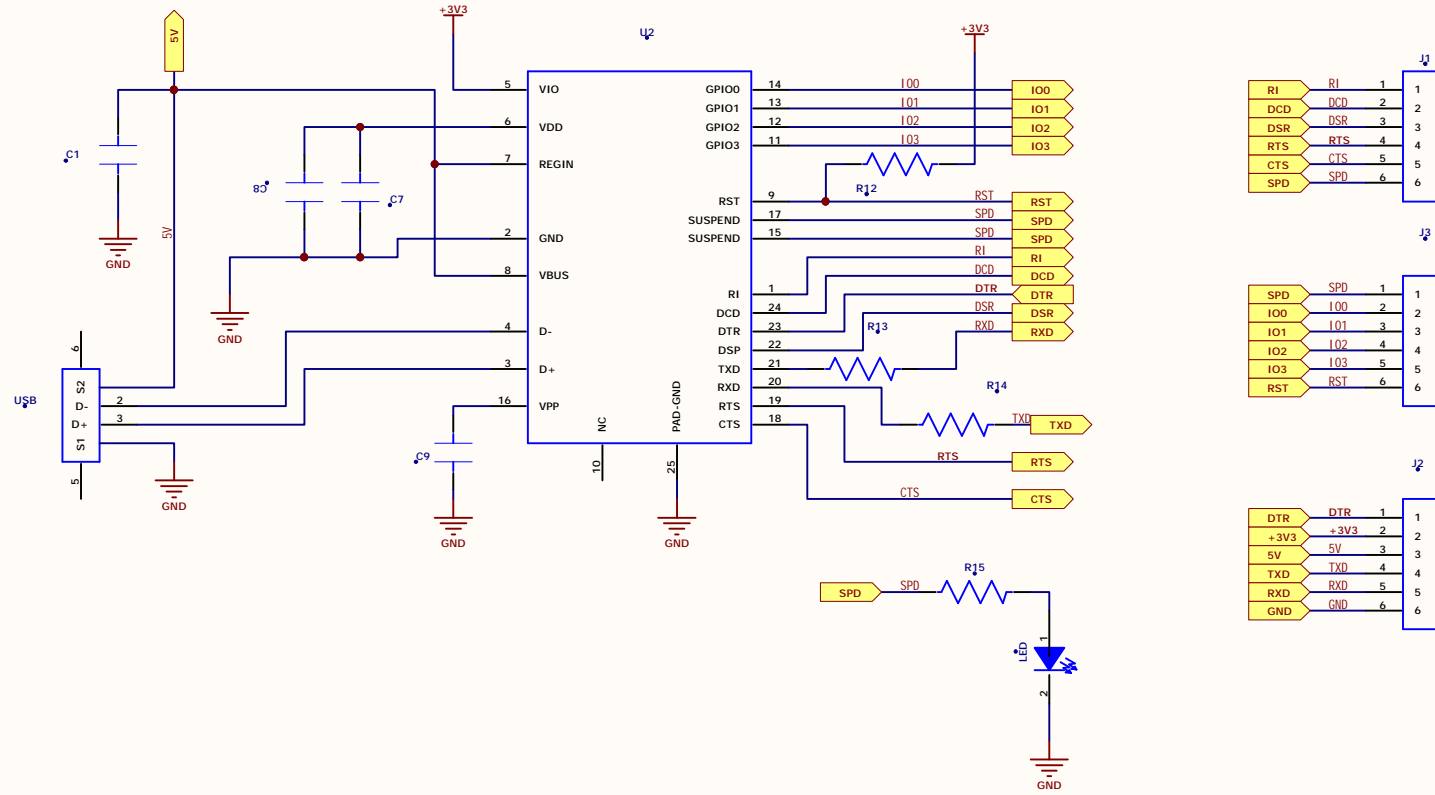 5V
+3V3
U2
+3V3
J1
5 VIO
GPIO0 14 IO0 IO0
GPIO1 13 IO1 IO1
6 VDD
GPIO2 12 IO2 IO2
GPIO3 11 IO3 IO3
7 REGIN
C1
C8
C7
R12
RST 9 RST RST
SUSPEND 17 SPD SPD
5V
2 GND
SUSPEND 15 SPD SPD
RI RI
GND
8 VBUS
DCD DCD
RI 1
DTR DTR
DCD 24
DSR DSR
GND
4 D-
DTR 23
R13
RXD RXD
DSP 22
3 D+
TXD 21
6
S2
RXD 20
R14
USB
D- 2
16 VPP
RTS 19
D+ 3
CTS 18
TXD TXD
S1
NC
PAD-GND
C9
RTS RTS
5
10
25
CTS CTS
GND
GND
GND
R15
SPD SPD
1
LED
2
GND
RI RI 1 1
DCD DCD 2 2
DSR DSR 3 3
RTS RTS 4 4
CTS CTS 5 5
SPD SPD 6 6
J3
SPD SPD 1 1
IO0 IO0 2 2
IO1 IO1 3 3
IO2 IO2 4 4
IO3 IO3 5 5
RST RST 6 6
J2
DTR DTR 1 1
+3V3 +3V3 2 2
5V 5V 3 3
TXD TXD 4 4
RXD RXD 5 5
GND GND 6 6